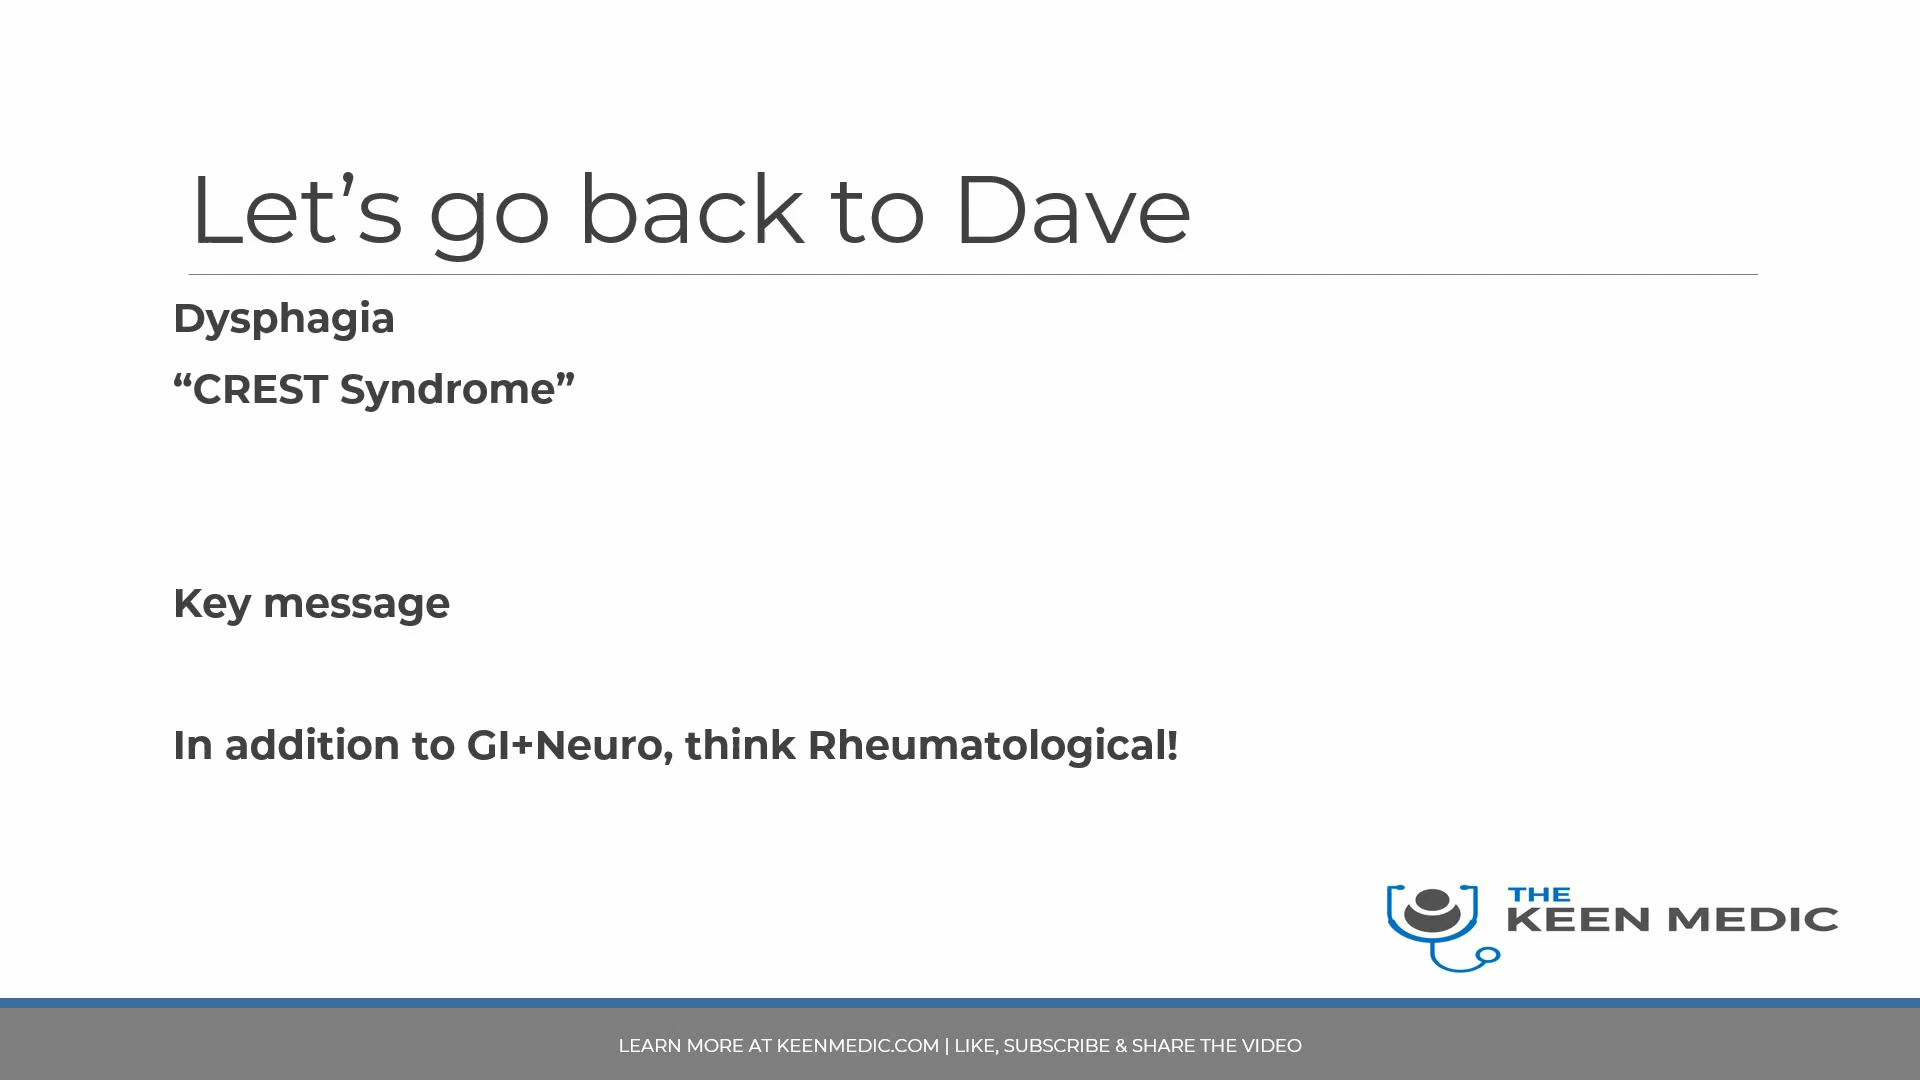 Let’s go back to Dave
Dysphagia
“CREST Syndrome”
Key message
In addition to GI+Neuro, think Rheumatological!
THE
KEEN MEDIC
LEARN MORE AT KEENMEDIC.COM | LIKE, SUBSCRIBE & SHARE THE VIDEO